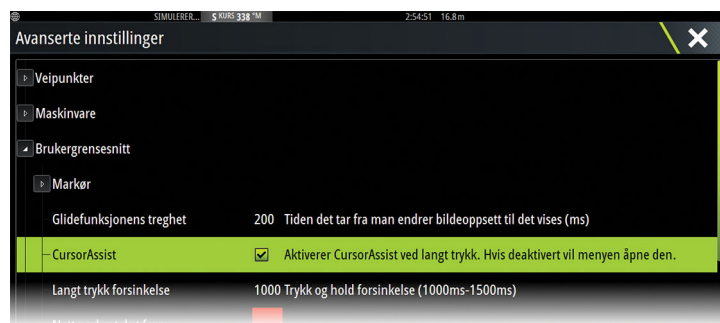 SIMULERER... S KURS 338 °M 2:54:51 16.8 m
Avanserte innstillinger
Veipunkter
Maskinvare
Brukergrensesnitt
Markør
Glidefunksjonens treghet 200 Tiden det tar fra man endrer bildeoppsett til det vises (ms)
CursorAssist Aktiverer CursorAssist ved langt trykk. Hvis deaktivert vil menyen åpne den.
Langt trykk forsinkelse 1000 Trykk og hold forsinkelse (1000ms-1500ms)